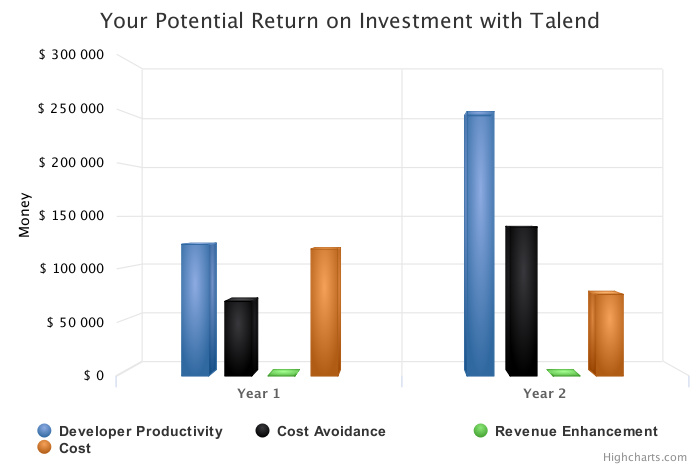 Your Potential Return on Investment with Talend
$ 300 000
$ 250 000
$ 200 000
$ 150 000
$ 100 000
$ 50 000
$ 0
Money
Year 1
Year 2
Developer Productivity
Cost Avoidance
Revenue Enhancement
Cost
Highcharts.com